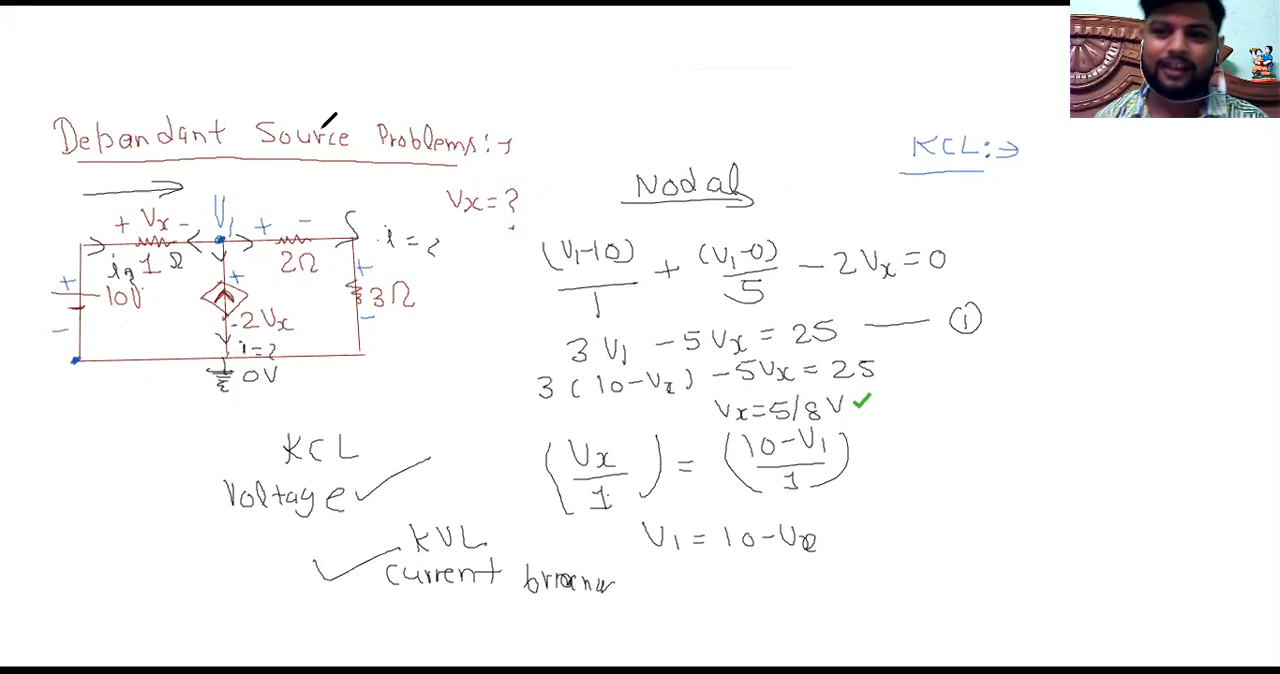 Debandant Source Problems:→
KCL:⇒
Vx = ?
Nodal
+ Vx -
V1
+ -
1Ω
2Ω
i = ?
+
10V
-
+
-2Vx
i = ?
0V
+
3Ω
-
(V1-10)/1 + (V1-0)/5 - 2Vx = 0
3V1 - 5Vx = 25 —— ①
3(10-Vx) - 5Vx = 25
Vx = 5/8 V ✓
(Vx/1) = (10-V1/1)
V1 = 10-Vx
KCL
Voltage ✓
KVL
✓ current